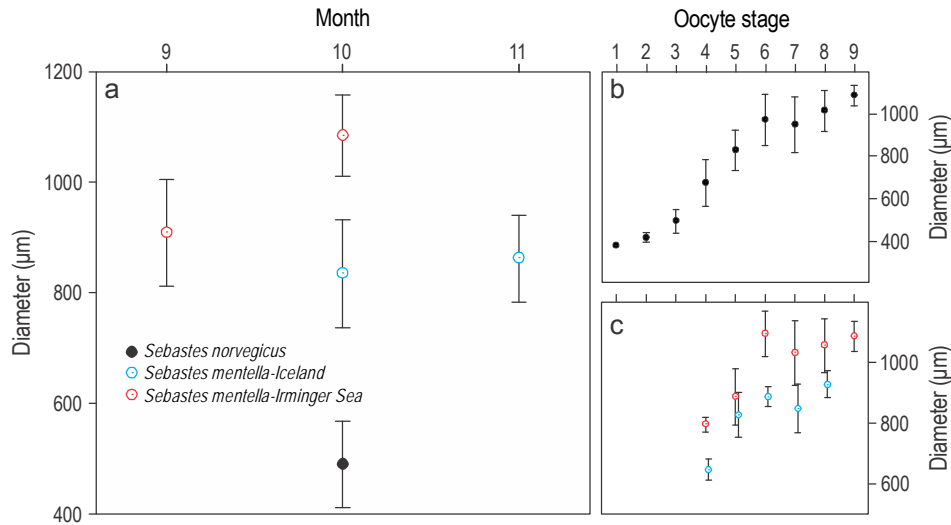 Month
9 10 11
1200
1000
800
600
400
Diameter (µm)
a
Sebastes norvegicus
Sebastes mentella-Iceland
Sebastes mentella-Irminger Sea
Oocyte stage
1 2 3 4 5 6 7 8 9
b
1000
800
600
400
Diameter (µm)
c
1000
800
600
Diameter (µm)